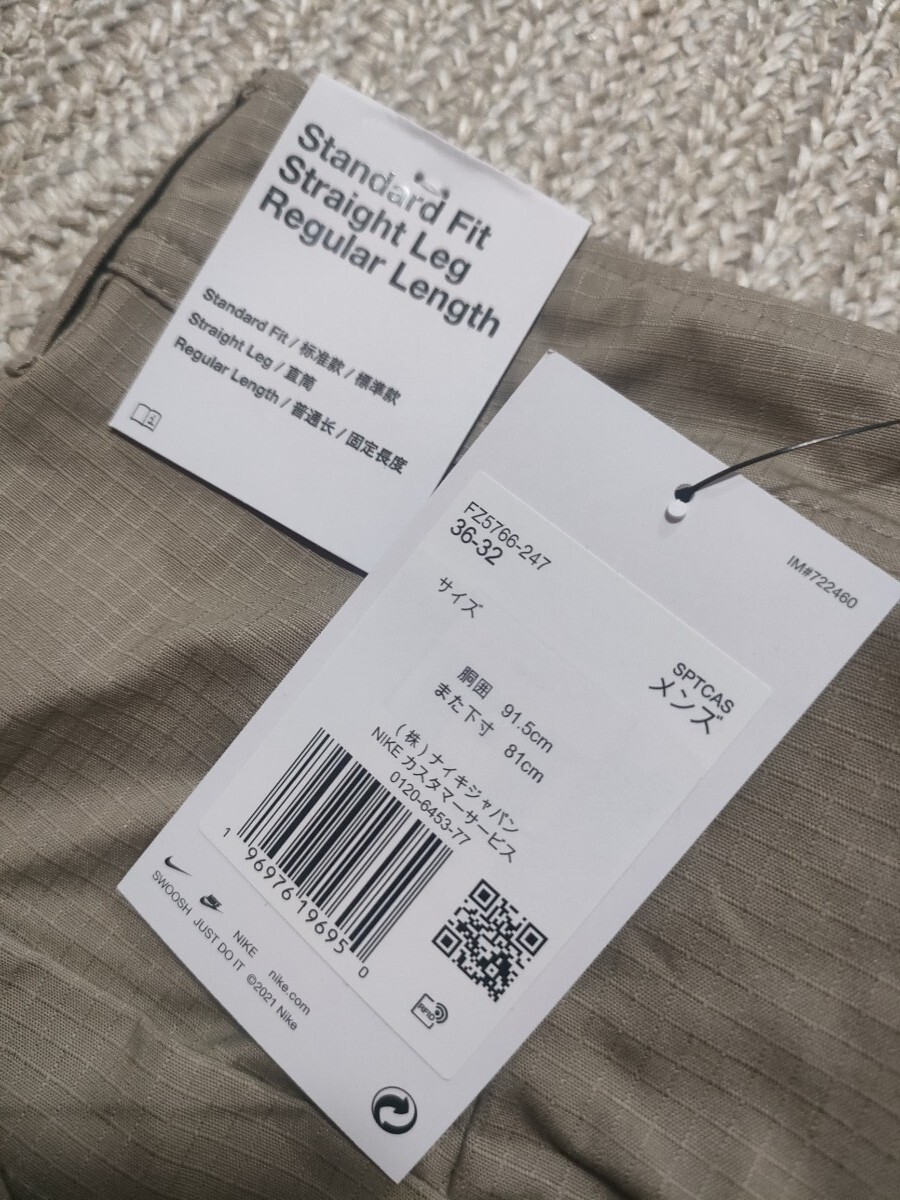 Standard Fit
Straight Leg
Regular Length
Standard Fit / 标准款 / 標準款
Straight Leg / 直筒
Regular Length / 普通长 / 固定長度
IM#722460
FZ5766-247
36-32
サイズ
SPTCAS
メンズ
胴囲 91.5cm
また下寸 81cm
(株)ナイキジャパン
NIKE カスタマーサービス
0120-6453-77
1 96976 19695 0
RFID
SWOOSH JUST DO IT
NIKE nike.com
©2021 Nike